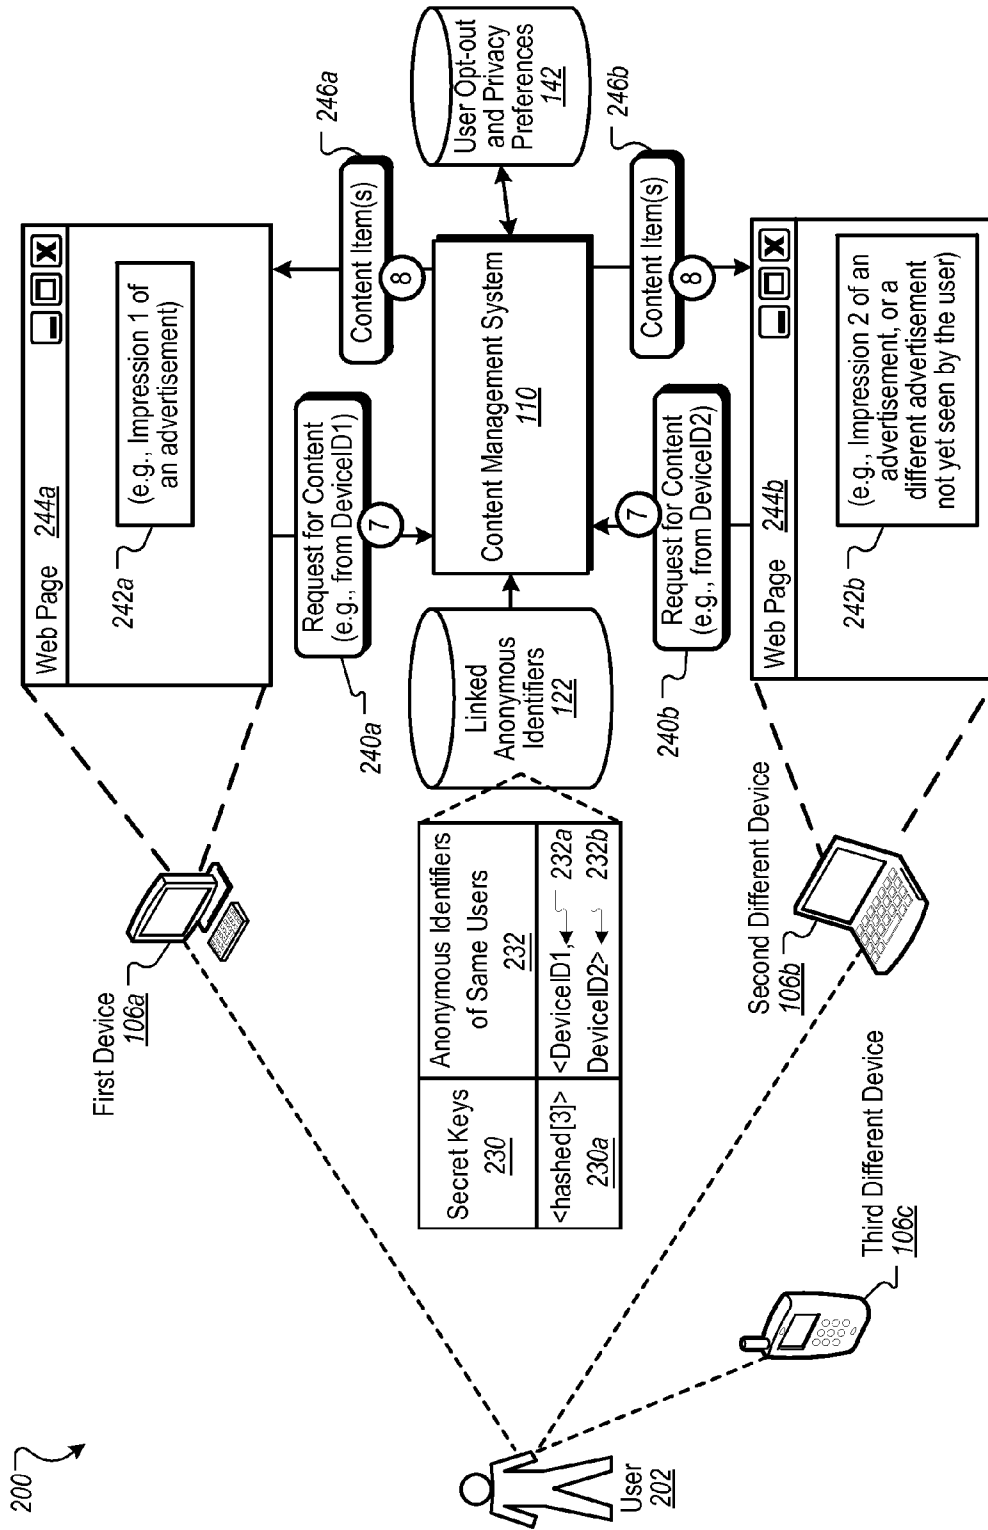 200
User
202
First Device
106a
Second Different Device
106b
Third Different Device
106c
Web Page 244a
242a
(e.g., Impression 1 of
an advertisement)
240a
Request for Content
(e.g., from DeviceID1)
7
Content Item(s)
246a
8
Secret Keys
230
Anonymous Identifiers
of Same Users
232
<hashed[3]>
230a
<DeviceID1, 232a
DeviceID2> 232b
Linked
Anonymous
Identifiers
122
Content Management System
110
User Opt-out
and Privacy
Preferences
142
240b
Request for Content
(e.g., from DeviceID2)
7
Content Item(s)
246b
8
Web Page 244b
242b
(e.g., Impression 2 of an
advertisement, or a
different advertisement
not yet seen by the user)